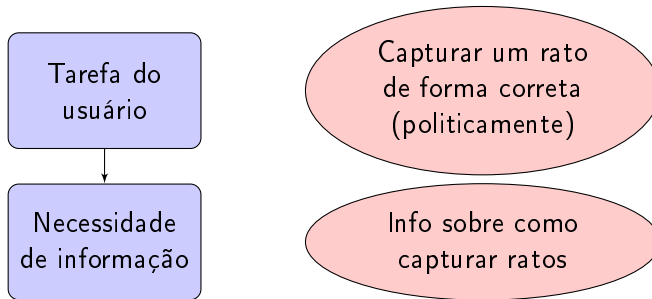 Tarefa do
usuário
Capturar um rato
de forma correta
(politicamente)
Necessidade
de informação
Info sobre como
capturar ratos